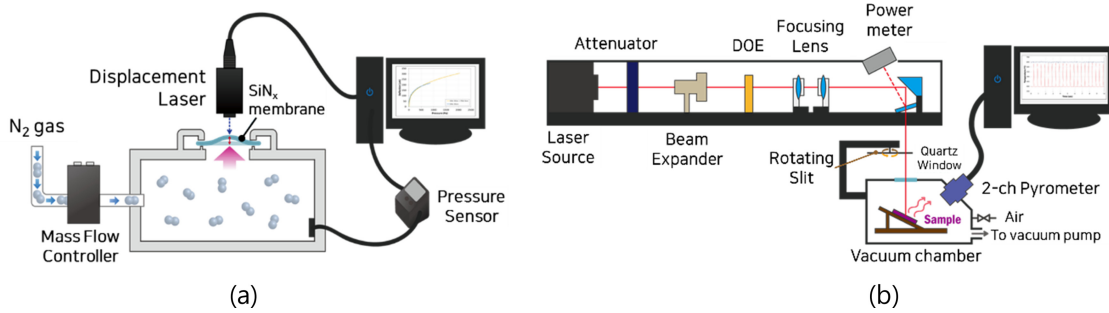 Displacement
Laser
SiNx
membrane
N2 gas
Mass Flow
Controller
Pressure
Sensor
(a)
Attenuator
DOE
Focusing
Lens
Power
meter
Laser
Source
Beam
Expander
Rotating
Slit
Quartz
Window
2-ch Pyrometer
Sample
Air
To vacuum pump
Vacuum chamber
(b)